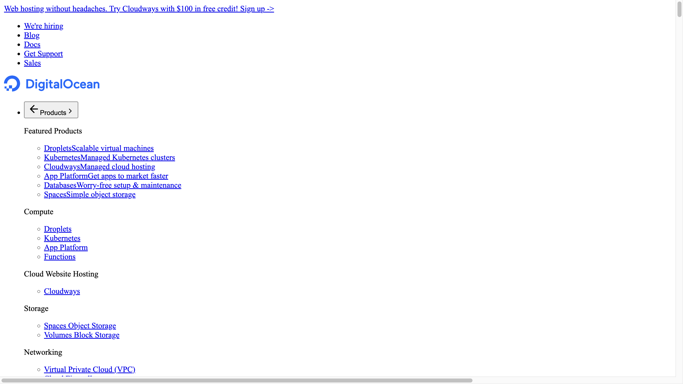 Web hosting without headaches. Try Cloudways with $100 in free credit! Sign up ->
We're hiring
Blog
Docs
Get Support
Sales
DigitalOcean
Products
Featured Products
DropletsScalable virtual machines
KubernetesManaged Kubernetes clusters
CloudwaysManaged cloud hosting
App PlatformGet apps to market faster
DatabasesWorry-free setup & maintenance
SpacesSimple object storage
Compute
Droplets
Kubernetes
App Platform
Functions
Cloud Website Hosting
Cloudways
Storage
Spaces Object Storage
Volumes Block Storage
Networking
Virtual Private Cloud (VPC)